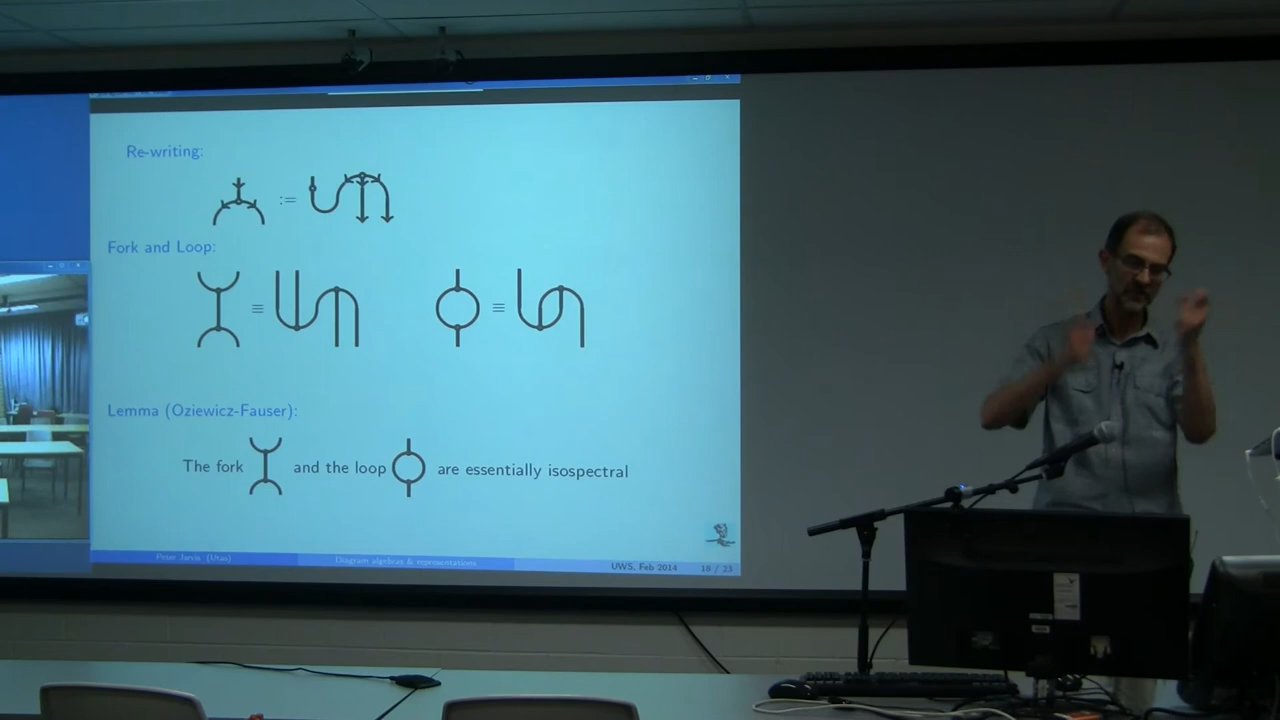 Re-writing:
:=
Fork and Loop:
≡ ≡
Lemma (Oziewicz-Fauser):
The fork and the loop are essentially isospectral
Peter Jarvis (Utas) Diagram algebras & representations UWS, Feb 2014 18 / 23